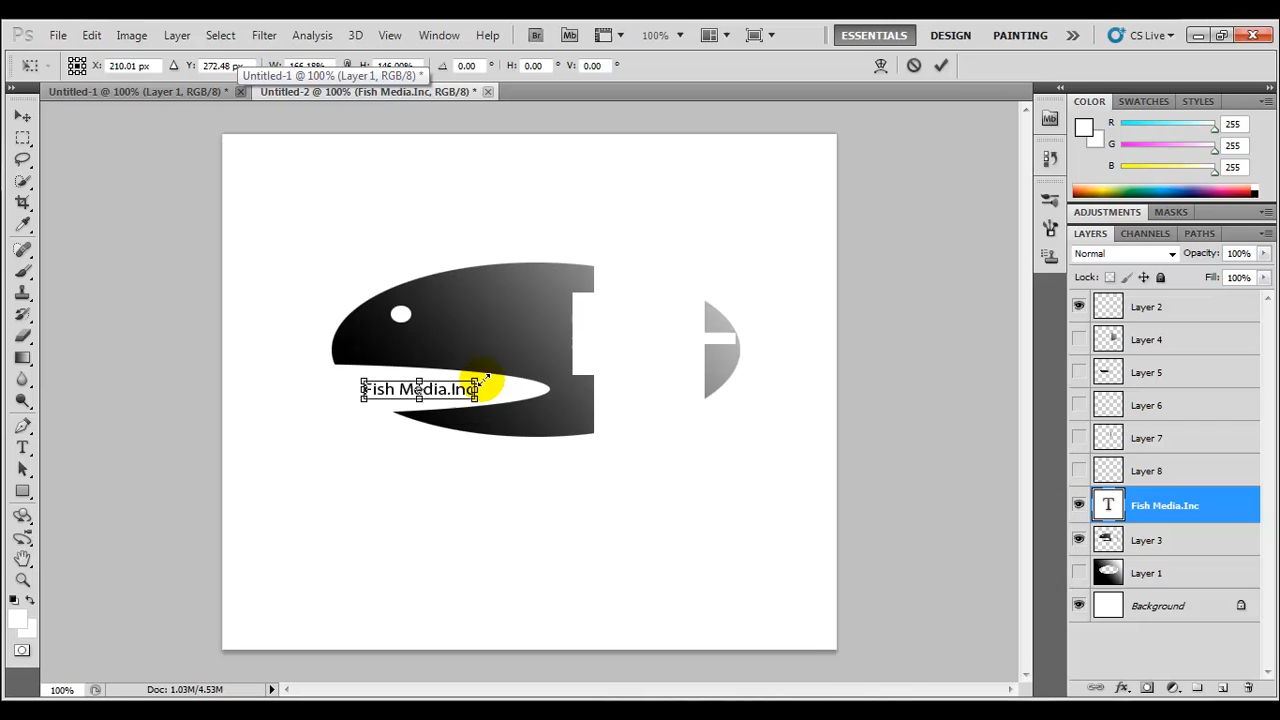 Ps File Edit Image Layer Select Filter Analysis 3D View Window Help Br Mb 100% ESSENTIALS DESIGN PAINTING CS Live
X: 210.01 px Y: 272.48 px W: 166.18% H: 146.00% 0.00 ° H: 0.00 ° V: 0.00 °
Untitled-1 @ 100% (Layer 1, RGB/8) *
Untitled-1 @ 100% (Layer 1, RGB/8) * Untitled-2 @ 100% (Fish Media.Inc, RGB/8) *
Fish Media.Inc
100% Doc: 1.03M/4.53M
Mb
COLOR SWATCHES STYLES
R 255
G 255
B 255
ADJUSTMENTS MASKS
LAYERS CHANNELS PATHS
Normal Opacity: 100%
Lock: Fill: 100%
Layer 2
Layer 4
Layer 5
Layer 6
Layer 7
Layer 8
T Fish Media.Inc
Layer 3
Layer 1
Background